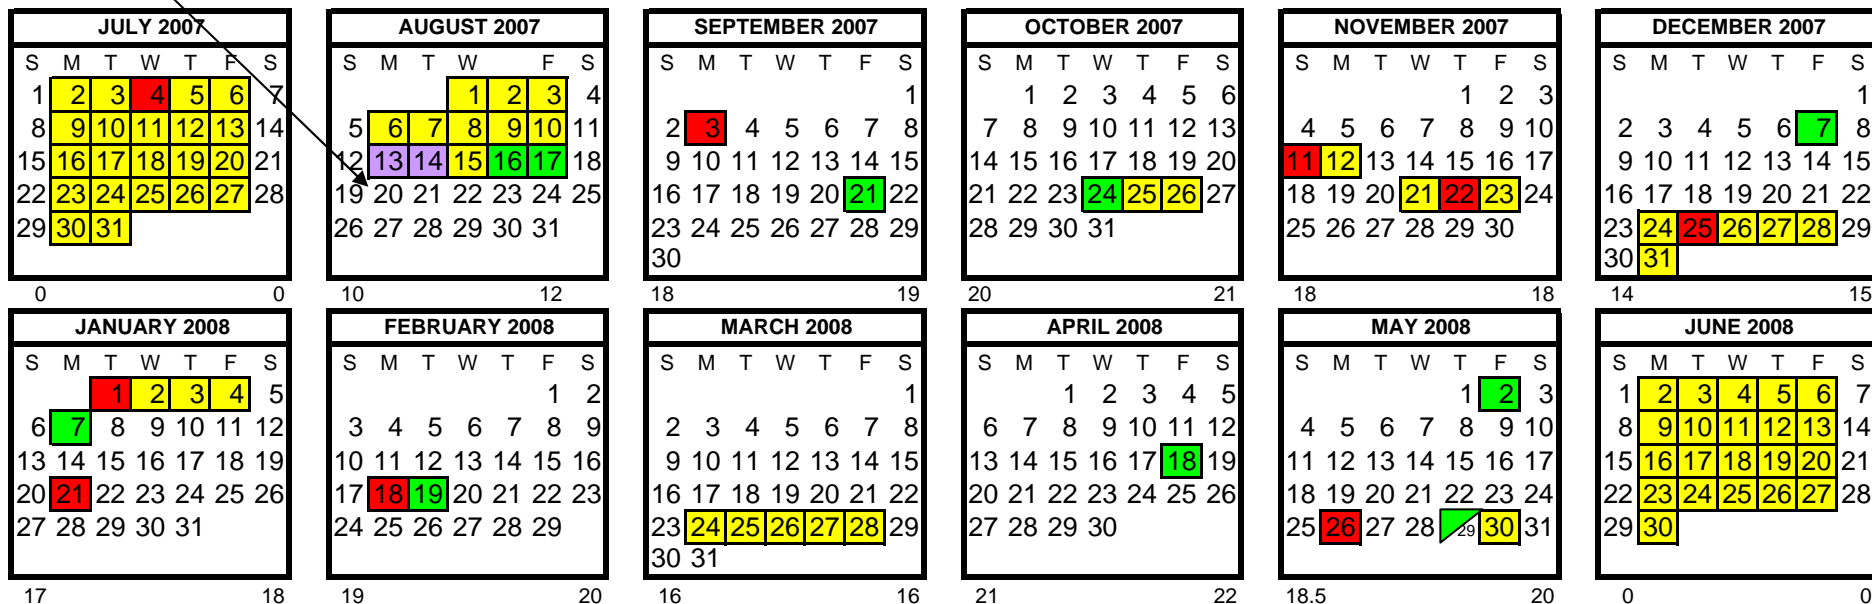 JULY 2007
S M T W T F S
1 2 3 4 5 6 7
8 9 10 11 12 13 14
15 16 17 18 19 20 21
22 23 24 25 26 27 28
29 30 31
0 0
AUGUST 2007
S M T W F S
1 2 3 4
5 6 7 8 9 10 11
12 13 14 15 16 17 18
19 20 21 22 23 24 25
26 27 28 29 30 31
10 12
SEPTEMBER 2007
S M T W T F S
1
2 3 4 5 6 7 8
9 10 11 12 13 14 15
16 17 18 19 20 21 22
23 24 25 26 27 28 29
30
18 19
OCTOBER 2007
S M T W T F S
1 2 3 4 5 6
7 8 9 10 11 12 13
14 15 16 17 18 19 20
21 22 23 24 25 26 27
28 29 30 31
20 21
NOVEMBER 2007
S M T W T F S
1 2 3
4 5 6 7 8 9 10
11 12 13 14 15 16 17
18 19 20 21 22 23 24
25 26 27 28 29 30
18 18
DECEMBER 2007
S M T W T F S
1
2 3 4 5 6 7 8
9 10 11 12 13 14 15
16 17 18 19 20 21 22
23 24 25 26 27 28 29
30 31
14 15
JANUARY 2008
S M T W T F S
1 2 3 4 5
6 7 8 9 10 11 12
13 14 15 16 17 18 19
20 21 22 23 24 25 26
27 28 29 30 31
17 18
FEBRUARY 2008
S M T W T F S
1 2
3 4 5 6 7 8 9
10 11 12 13 14 15 16
17 18 19 20 21 22 23
24 25 26 27 28 29
19 20
MARCH 2008
S M T W T F S
1
2 3 4 5 6 7 8
9 10 11 12 13 14 15
16 17 18 19 20 21 22
23 24 25 26 27 28 29
30 31
16 16
APRIL 2008
S M T W T F S
1 2 3 4 5
6 7 8 9 10 11 12
13 14 15 16 17 18 19
20 21 22 23 24 25 26
27 28 29 30
21 22
MAY 2008
S M T W T F S
1 2 3
4 5 6 7 8 9 10
11 12 13 14 15 16 17
18 19 20 21 22 23 24
25 26 27 28 29 30 31
18.5 20
JUNE 2008
S M T W T F S
1 2 3 4 5 6 7
8 9 10 11 12 13 14
15 16 17 18 19 20 21
22 23 24 25 26 27 28
29 30
0 0